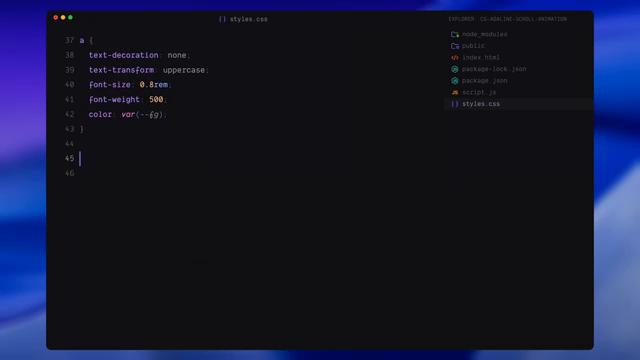 {} styles.css
EXPLORER CG-ADALINE-SCROLL-ANIMATION
37 a {
38 text-decoration: none;
39 text-transform: uppercase;
40 font-size: 0.8rem;
41 font-weight: 500;
42 color: var(--fg);
43 }
44
45
46
node_modules
public
index.html
package-lock.json
package.json
JS script.js
{} styles.css